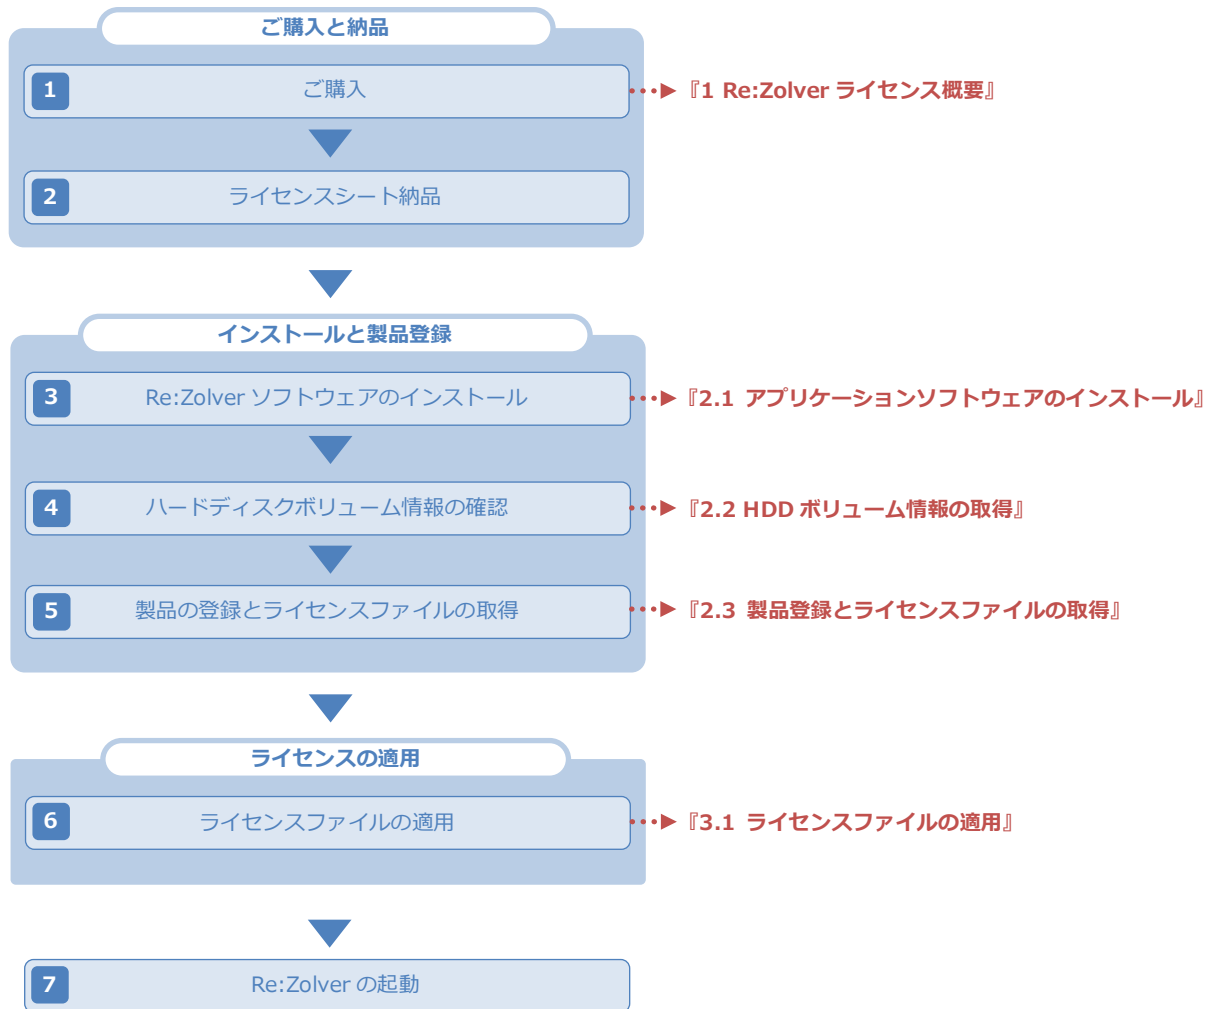 ご購入と納品
1 ご購入 『1 Re:Zolver ライセンス概要』
2 ライセンスシート納品
インストールと製品登録
3 Re:Zolver ソフトウェアのインストール 『2.1 アプリケーションソフトウェアのインストール』
4 ハードディスクボリューム情報の確認 『2.2 HDD ボリューム情報の取得』
5 製品の登録とライセンスファイルの取得 『2.3 製品登録とライセンスファイルの取得』
ライセンスの適用
6 ライセンスファイルの適用 『3.1 ライセンスファイルの適用』
7 Re:Zolver の起動